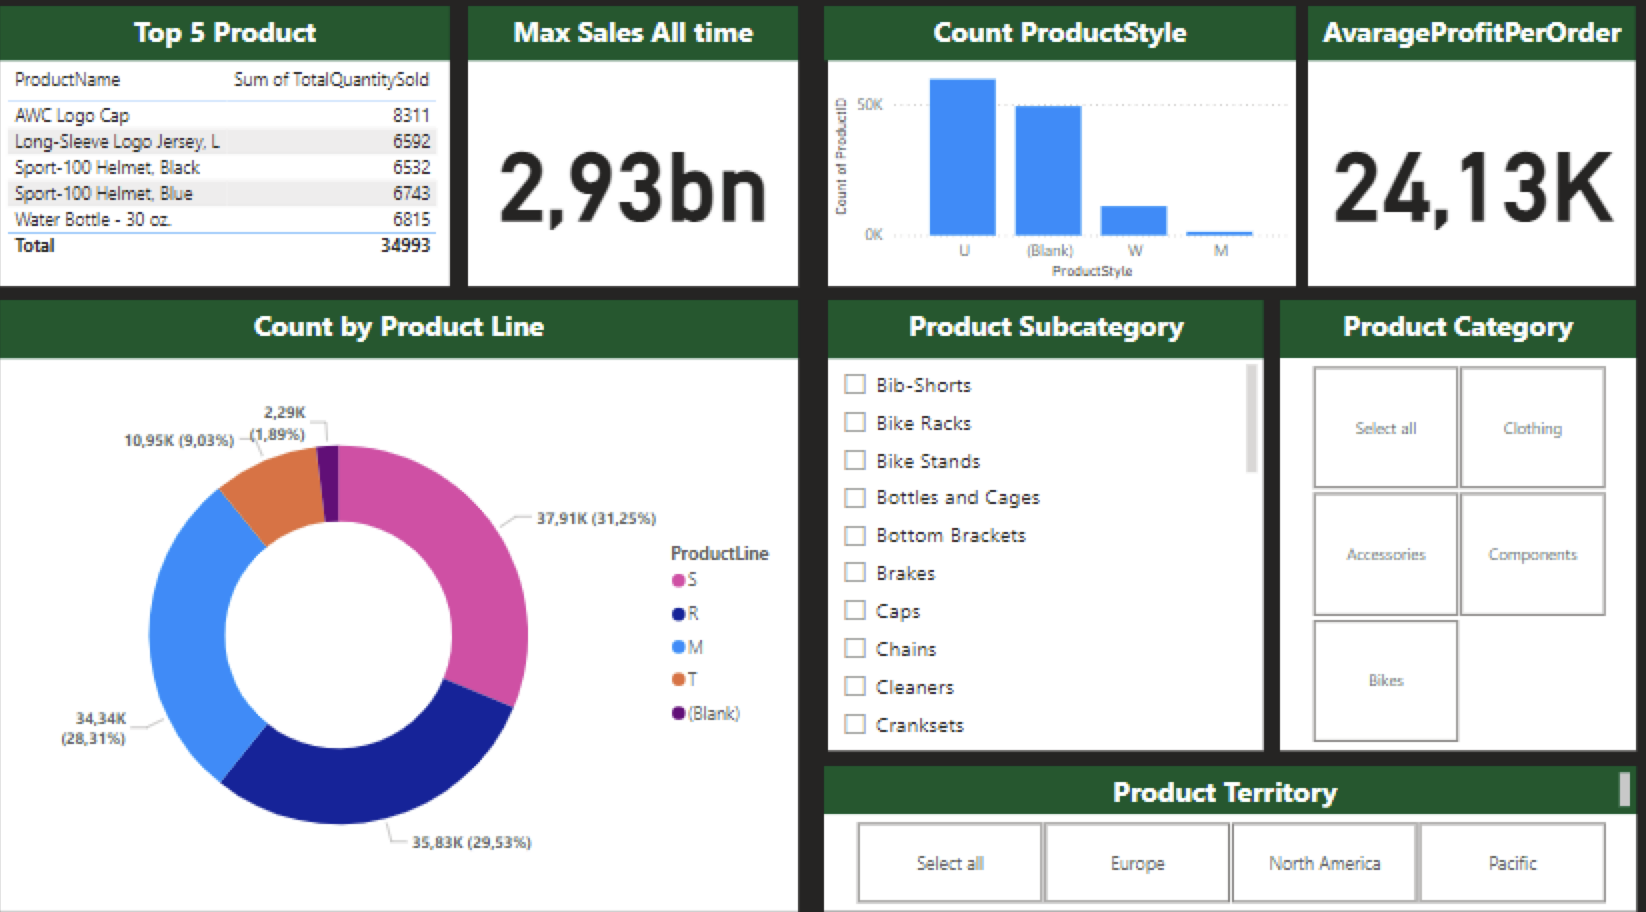 Top 5 Product
ProductName Sum of TotalQuantitySold
AWC Logo Cap 8311
Long-Sleeve Logo Jersey, L 6592
Sport-100 Helmet, Black 6532
Sport-100 Helmet, Blue 6743
Water Bottle - 30 oz. 6815
Total 34993
Max Sales All time
2,93bn
Count ProductStyle
Count of ProductID
50K
0K
U (Blank) W M
ProductStyle
AvarageProfitPerOrder
24,13K
Count by Product Line
2,29K
(1,89%)
10,95K (9,03%)
37,91K (31,25%)
34,34K
(28,31%)
35,83K (29,53%)
ProductLine
S
R
M
T
(Blank)
Product Subcategory
Bib-Shorts
Bike Racks
Bike Stands
Bottles and Cages
Bottom Brackets
Brakes
Caps
Chains
Cleaners
Cranksets
Product Category
Select all Clothing
Accessories Components
Bikes
Product Territory
Select all Europe North America Pacific